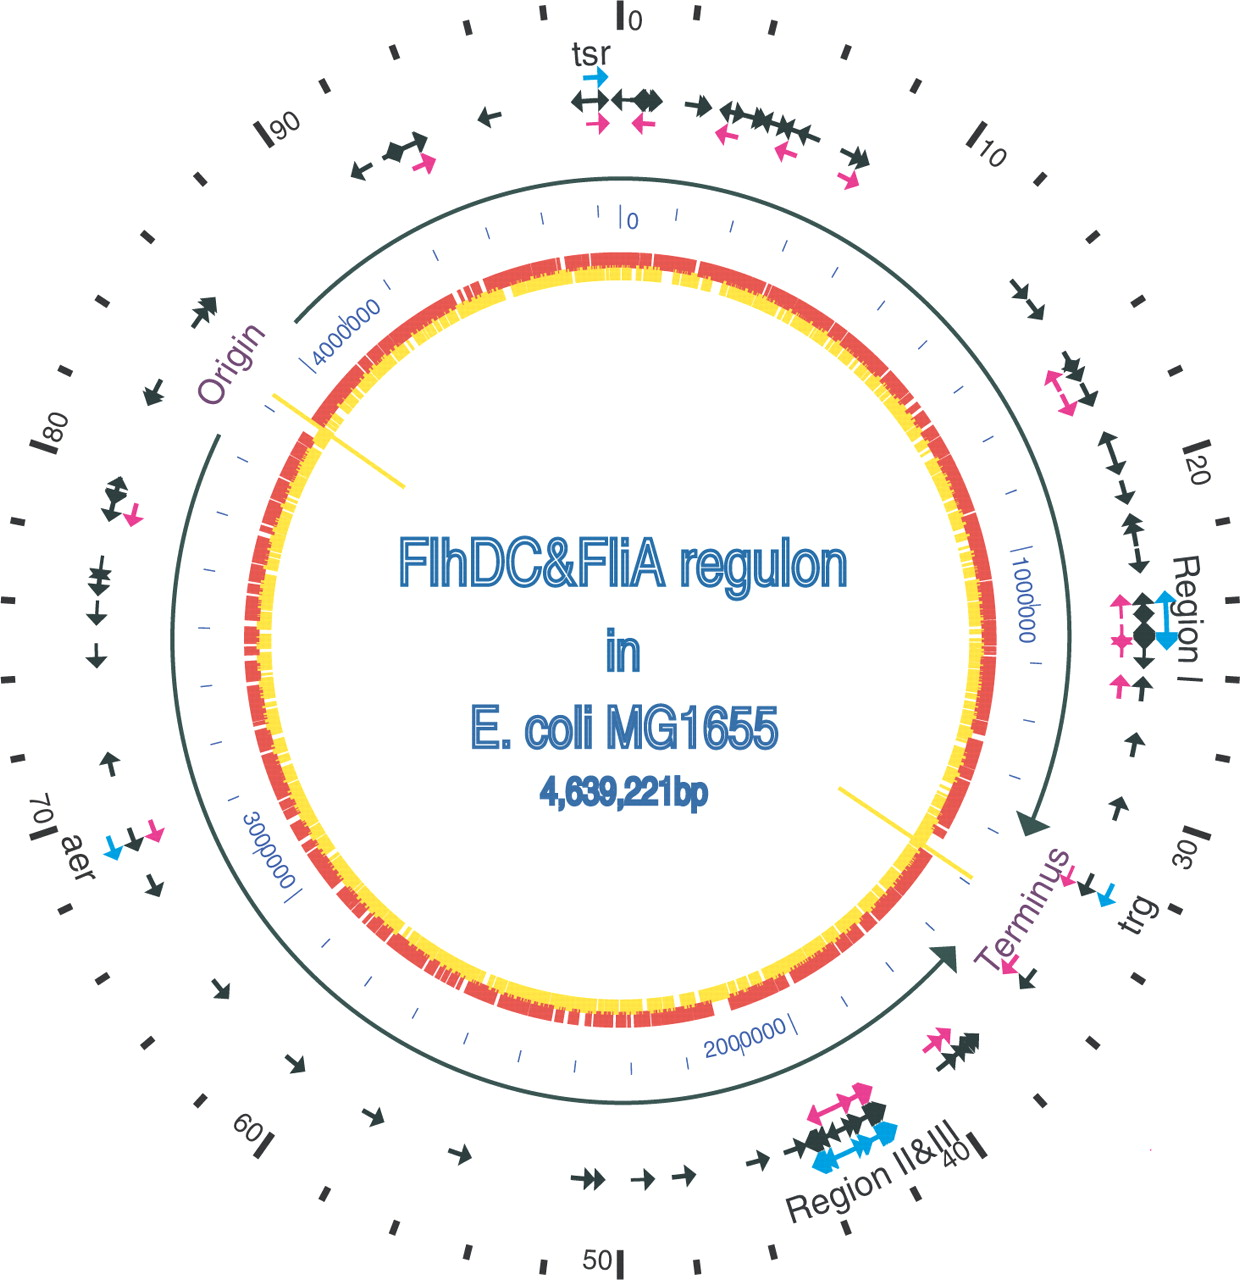 0
tsr
90
10
0
4000000
Origin
80
20
FlhDC&FliA regulon
in
E. coli MG1655
4,639,221bp
1000000
Region I
70
aer
3000000
30
Terminus
trg
2000000
60
Region II&III
40
50